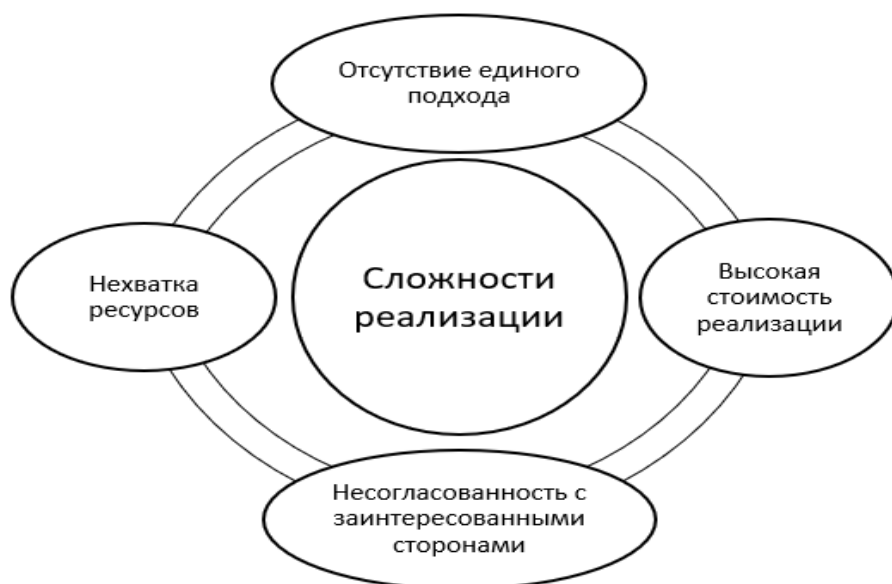 Отсутствие единого
подхода
Нехватка
ресурсов
Сложности
реализации
Высокая
стоимость
реализации
Несогласованность с
заинтересованными
сторонами